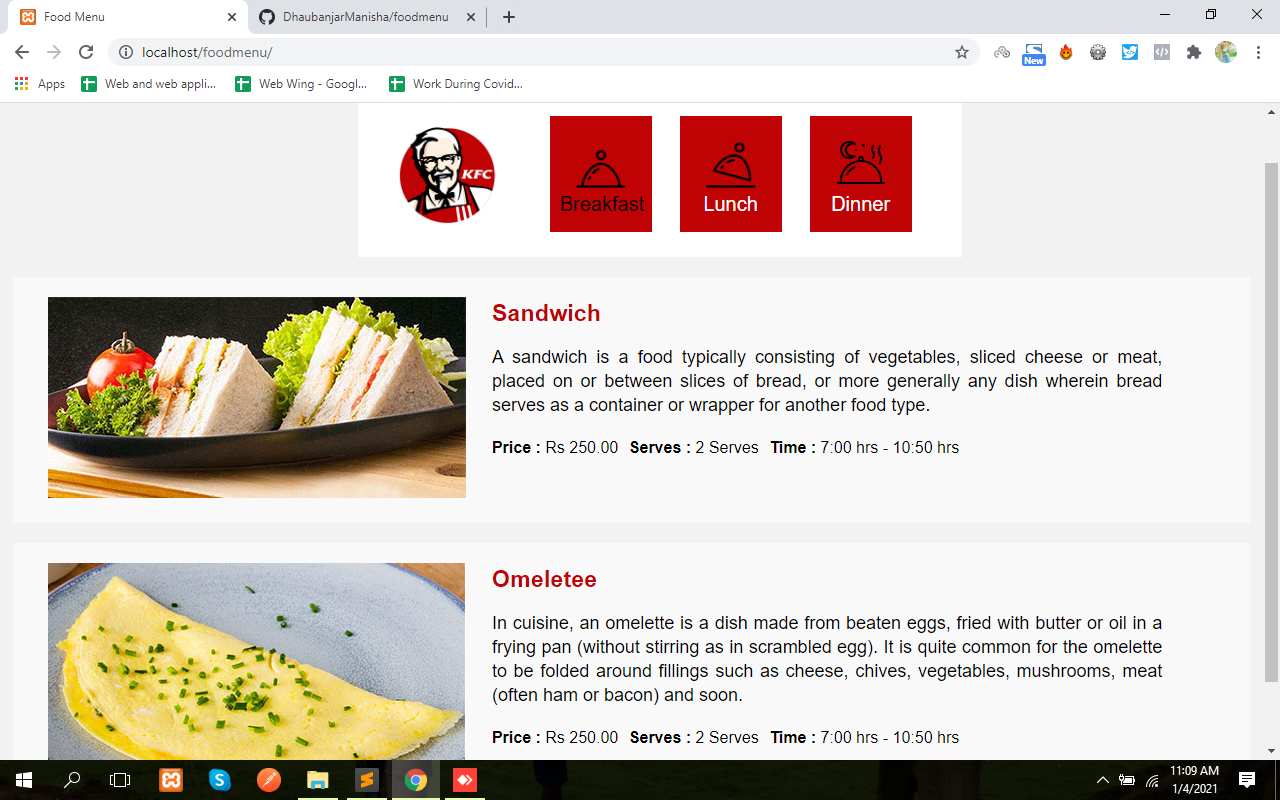 Food Menu
DhaubanjarManisha/foodmenu
localhost/foodmenu/
New
Apps
Web and web appli...
Web Wing - Googl...
Work During Covid...
KFC
Breakfast
Lunch
Dinner
Sandwich
A sandwich is a food typically consisting of vegetables, sliced cheese or meat,
placed on or between slices of bread, or more generally any dish wherein bread
serves as a container or wrapper for another food type.
Price : Rs 250.00 Serves : 2 Serves Time : 7:00 hrs - 10:50 hrs
Omeletee
In cuisine, an omelette is a dish made from beaten eggs, fried with butter or oil in a
frying pan (without stirring as in scrambled egg). It is quite common for the omelette
to be folded around fillings such as cheese, chives, vegetables, mushrooms, meat
(often ham or bacon) and soon.
Price : Rs 250.00 Serves : 2 Serves Time : 7:00 hrs - 10:50 hrs
11:09 AM
1/4/2021